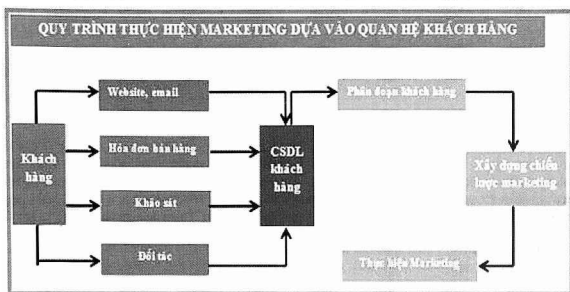 QUY TRÌNH THỰC HIỆN MARKETING DỰA VÀO QUAN HỆ KHÁCH HÀNG
Website, email
Phân đoạn khách hàng
Khách
hàng
Hóa đơn bán hàng
CSDL
khách
hàng
Xây dựng chiến
lược marketing
Khảo sát
Đối tác
Thực hiện Marketing